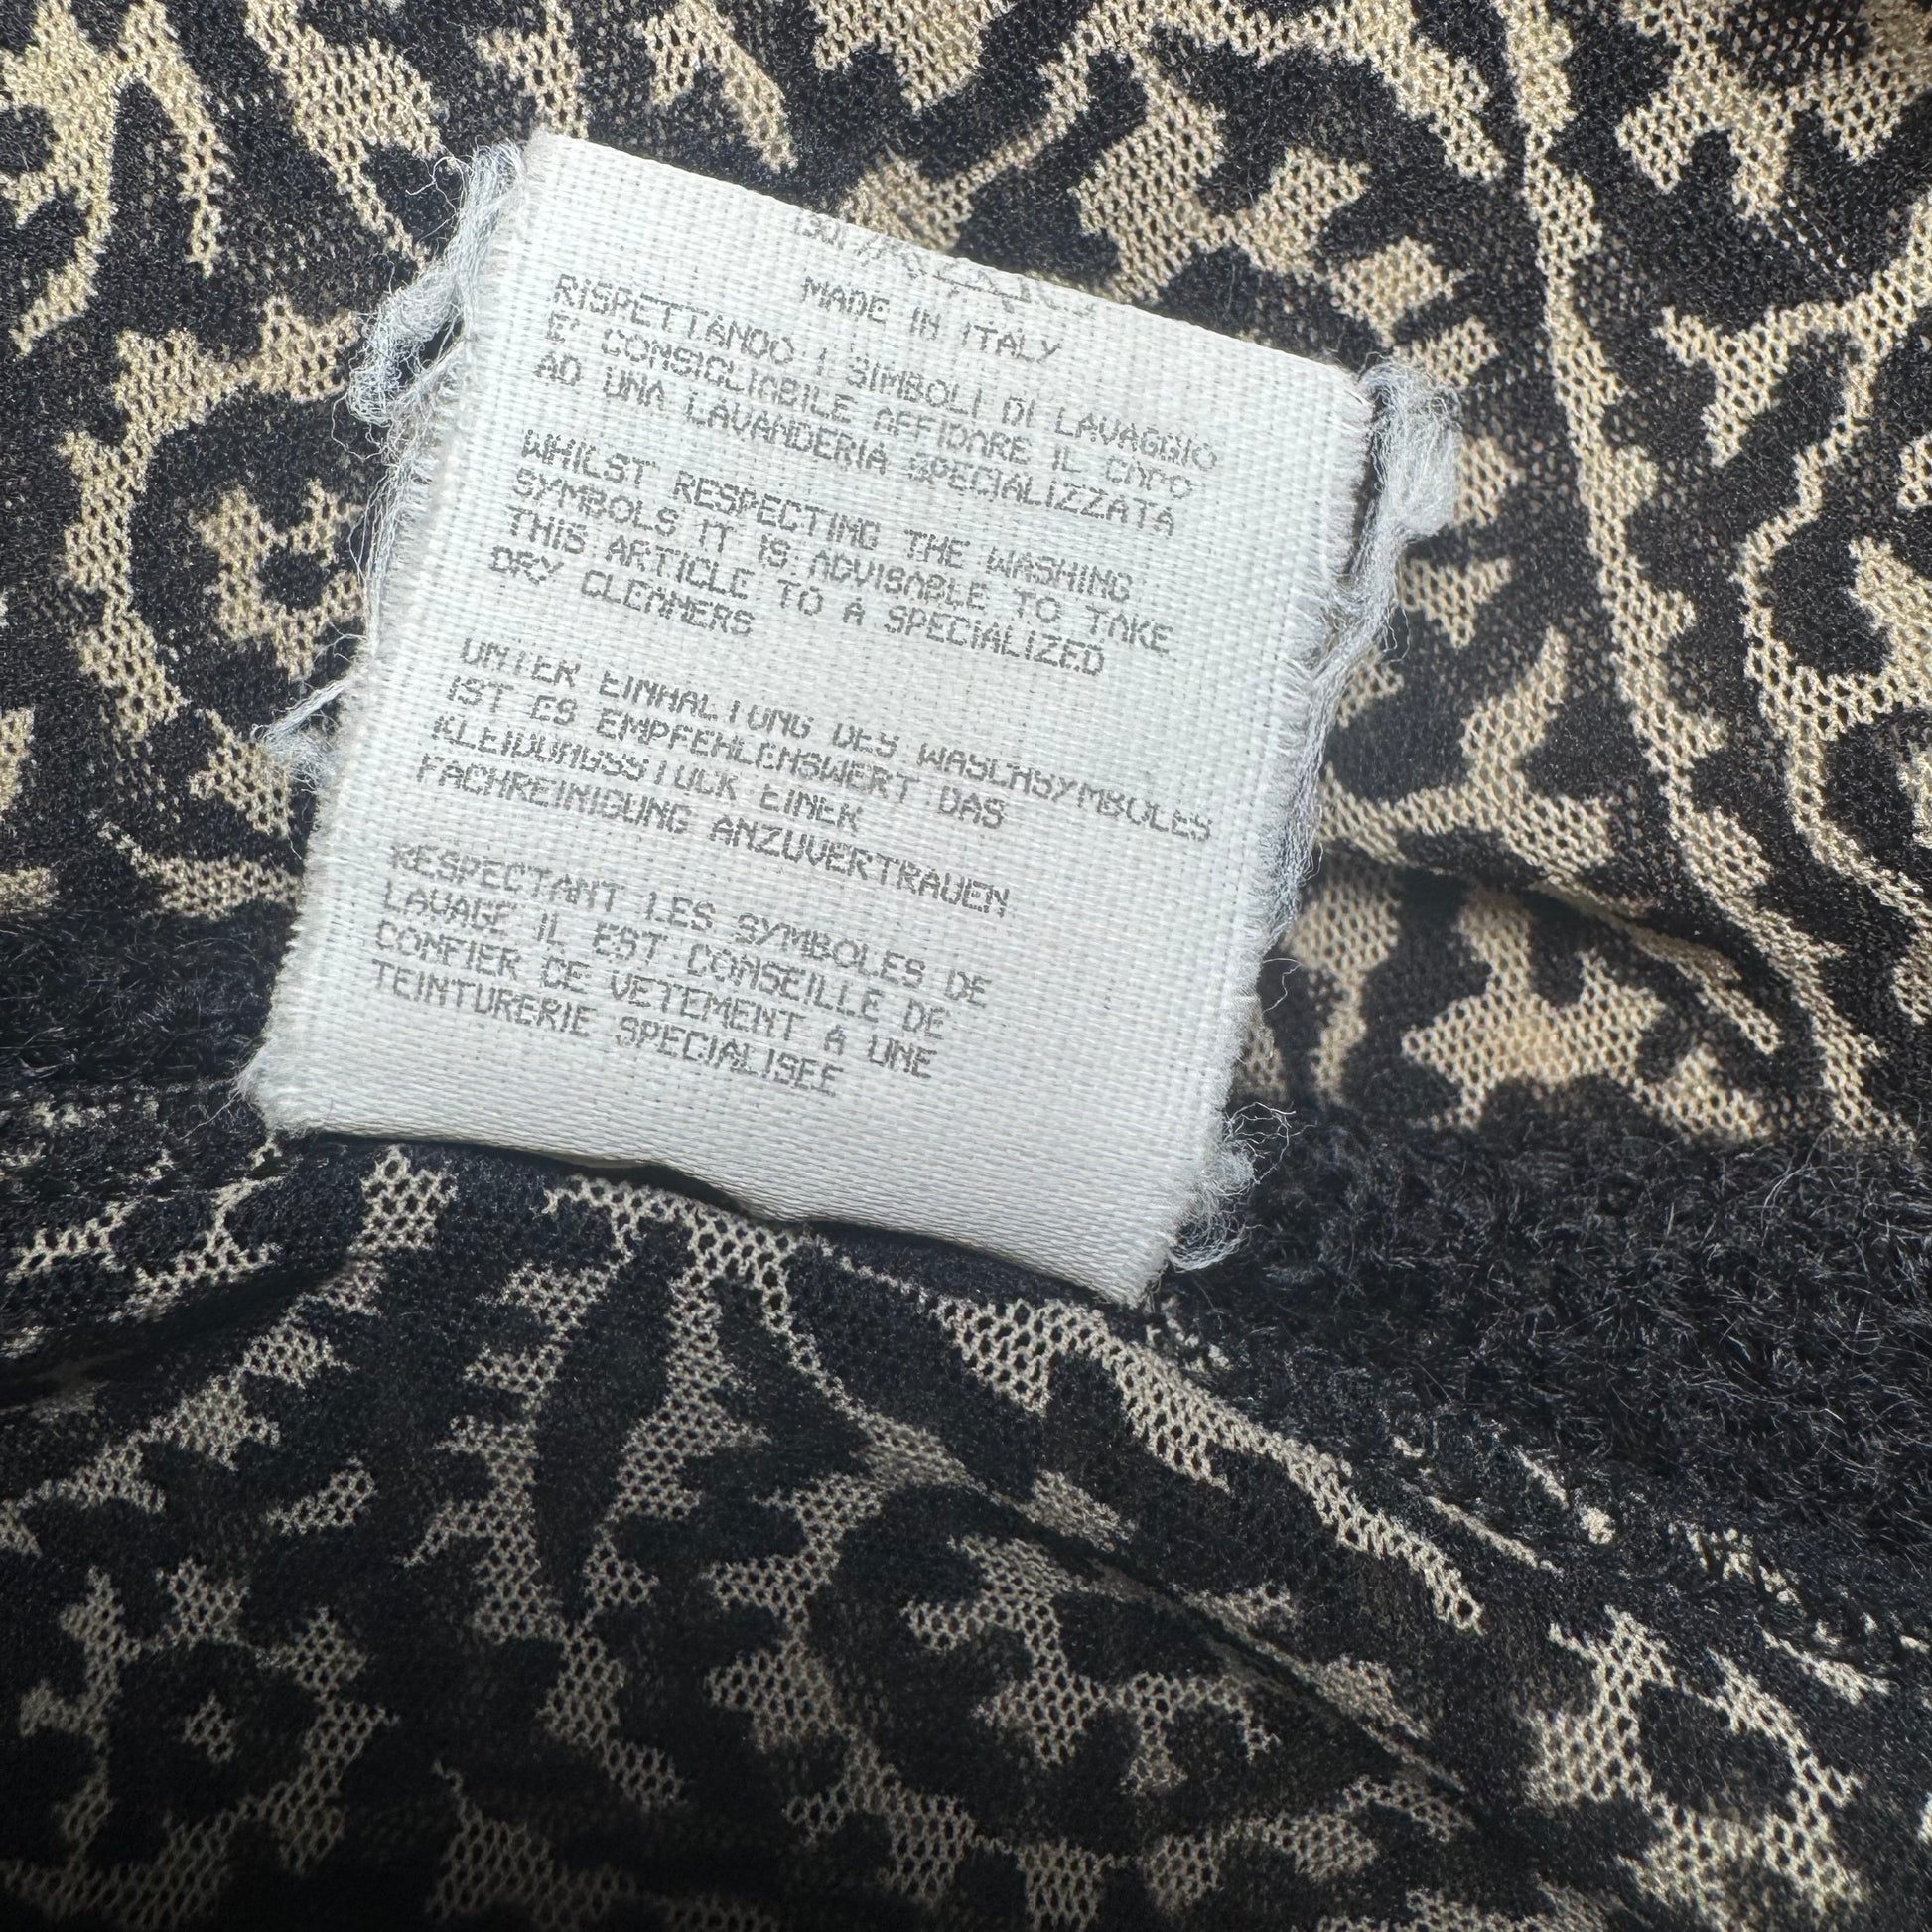 MADE IN ITALY
RISPETTANDO I SIMBOLI DI LAVAGGIO
E' CONSIGLIABILE AFFIDARE IL CAPO
AD UNA LAVANDERIA SPECIALIZZATA
WHILST RESPECTING THE WASHING
SYMBOLS IT IS ADVISABLE TO TAKE
THIS ARTICLE TO A SPECIALIZED
DRY CLEANERS
UNTER EINHALTUNG DES WASCHSYMBOLES
IST ES EMPFEHLENSWERT DAS
KLEIDUNGSSTUCK EINER
FACHREINIGUNG ANZUVERTRAUEN
RESPECTANT LES SYMBOLES DE
LAVAGE IL EST CONSEILLE DE
CONFIER CE VETEMENT A UNE
TEINTURERIE SPECIALISEE